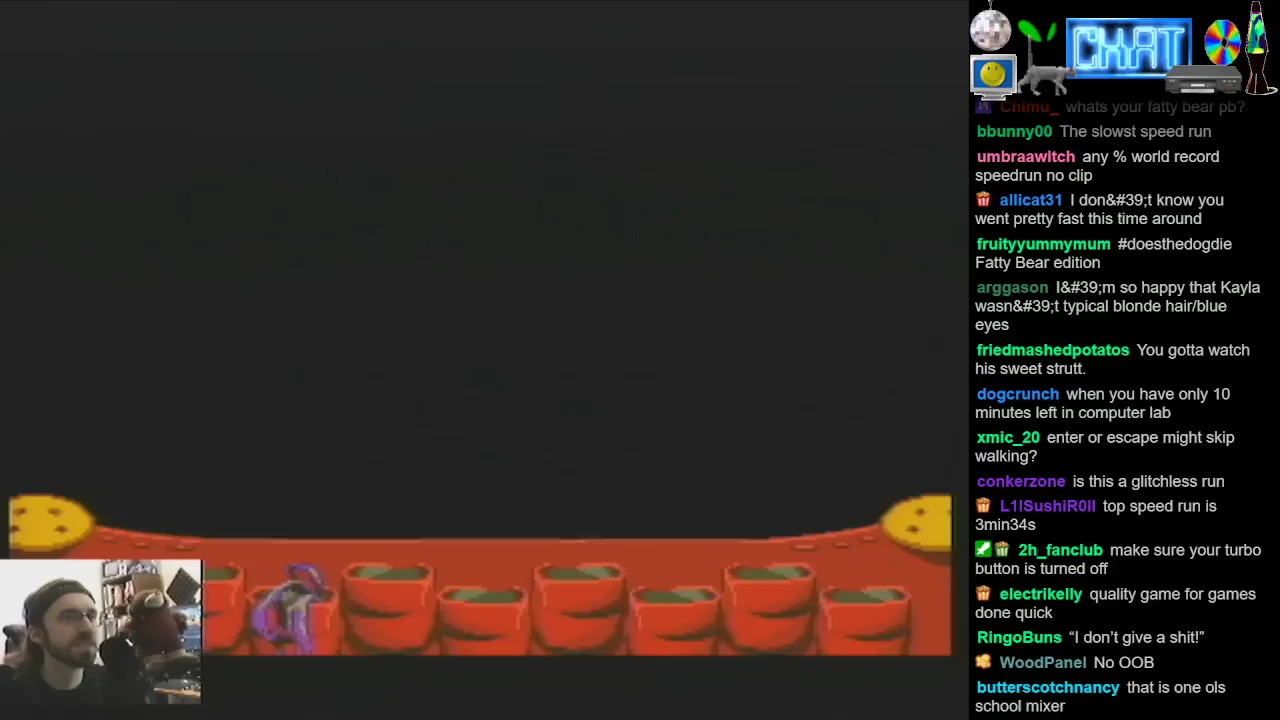 CHAT
Chimu_ whats your fatty bear pb?
bbunny00 The slowst speed run
umbraawitch any % world record
speedrun no clip
allicat31 I don&#39;t know you
went pretty fast this time around
fruityyummymum #doesthedogdie
Fatty Bear edition
arggason I&#39;m so happy that Kayla
wasn&#39;t typical blonde hair/blue
eyes
friedmashedpotatos You gotta watch
his sweet strutt.
dogcrunch when you have only 10
minutes left in computer lab
xmic_20 enter or escape might skip
walking?
conkerzone is this a glitchless run
L1lSushiR0ll top speed run is
3min34s
2h_fanclub make sure your turbo
button is turned off
electrikelly quality game for games
done quick
RingoBuns “I don’t give a shit!”
WoodPanel No OOB
butterscotchnancy that is one ols
school mixer